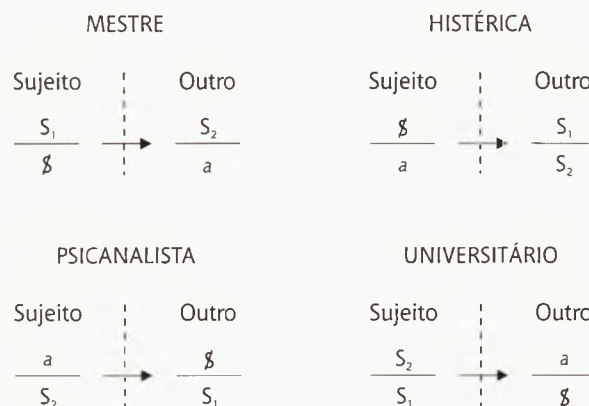 MESTRE HISTÉRICA
Sujeito Outro Sujeito Outro
S₁ S₂ $ S₁
$ a a S₂
PSICANALISTA UNIVERSITÁRIO
Sujeito Outro Sujeito Outro
a $ S₂ a
S₂ S₁ S₁ $